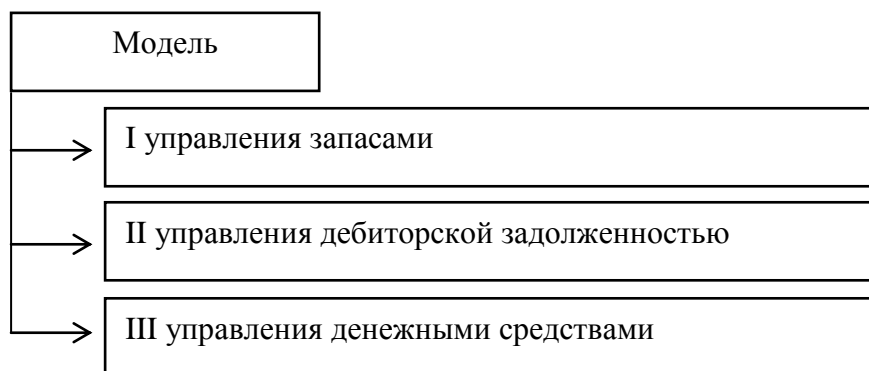 Модель
I управления запасами
II управления дебиторской задолженностью
III управления денежными средствами